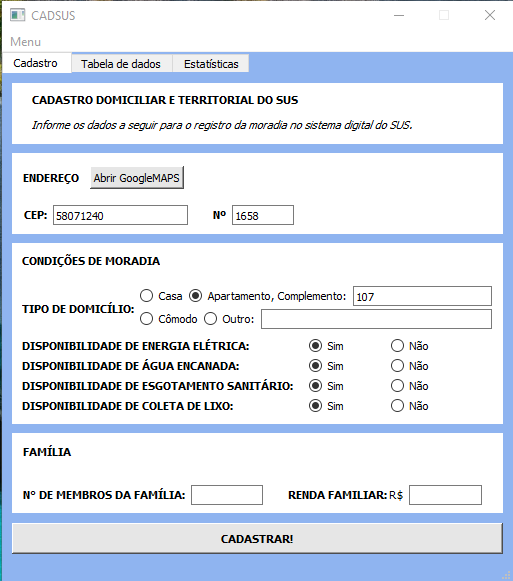 CADSUS
Menu
Cadastro Tabela de dados Estatísticas
CADASTRO DOMICILIAR E TERRITORIAL DO SUS
Informe os dados a seguir para o registro da moradia no sistema digital do SUS.
ENDEREÇO Abrir GoogleMAPS
CEP: 58071240 Nº 1658
CONDIÇÕES DE MORADIA
TIPO DE DOMICÍLIO: Casa Apartamento, Complemento: 107
Cômodo Outro:
DISPONIBILIDADE DE ENERGIA ELÉTRICA: Sim Não
DISPONIBILIDADE DE ÁGUA ENCANADA: Sim Não
DISPONIBILIDADE DE ESGOTAMENTO SANITÁRIO: Sim Não
DISPONIBILIDADE DE COLETA DE LIXO: Sim Não
FAMÍLIA
N° DE MEMBROS DA FAMÍLIA: RENDA FAMILIAR: R$
CADASTRAR!